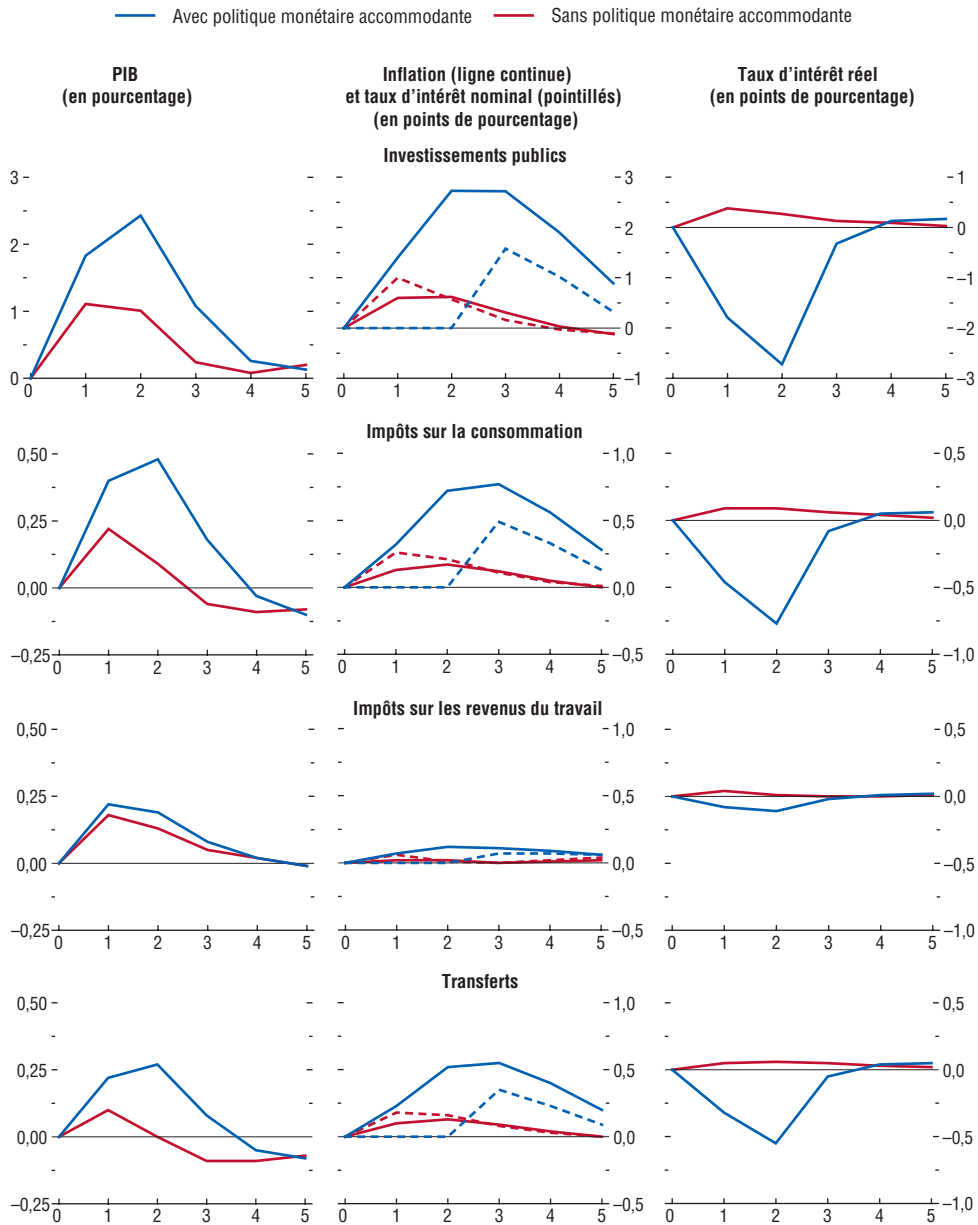 Avec politique monétaire accommodante Sans politique monétaire accommodante
PIB
(en pourcentage)
Inflation (ligne continue)
et taux d'intérêt nominal (pointillés)
(en points de pourcentage)
Taux d'intérêt réel
(en points de pourcentage)
Investissements publics
3
2
1
0
0 1 2 3 4 5
3
2
1
0
–1
0 1 2 3 4 5
1
0
–1
–2
–3
0 1 2 3 4 5
Impôts sur la consommation
0,50
0,25
0,00
–0,25
0 1 2 3 4 5
1,0
0,5
0,0
–0,5
0 1 2 3 4 5
0,5
0,0
–0,5
–1,0
0 1 2 3 4 5
Impôts sur les revenus du travail
0,50
0,25
0,00
–0,25
0 1 2 3 4 5
1,0
0,5
0,0
–0,5
0 1 2 3 4 5
0,5
0,0
–0,5
–1,0
0 1 2 3 4 5
Transferts
0,50
0,25
0,00
–0,25
0 1 2 3 4 5
1,0
0,5
0,0
–0,5
0 1 2 3 4 5
0,5
0,0
–0,5
–1,0
0 1 2 3 4 5